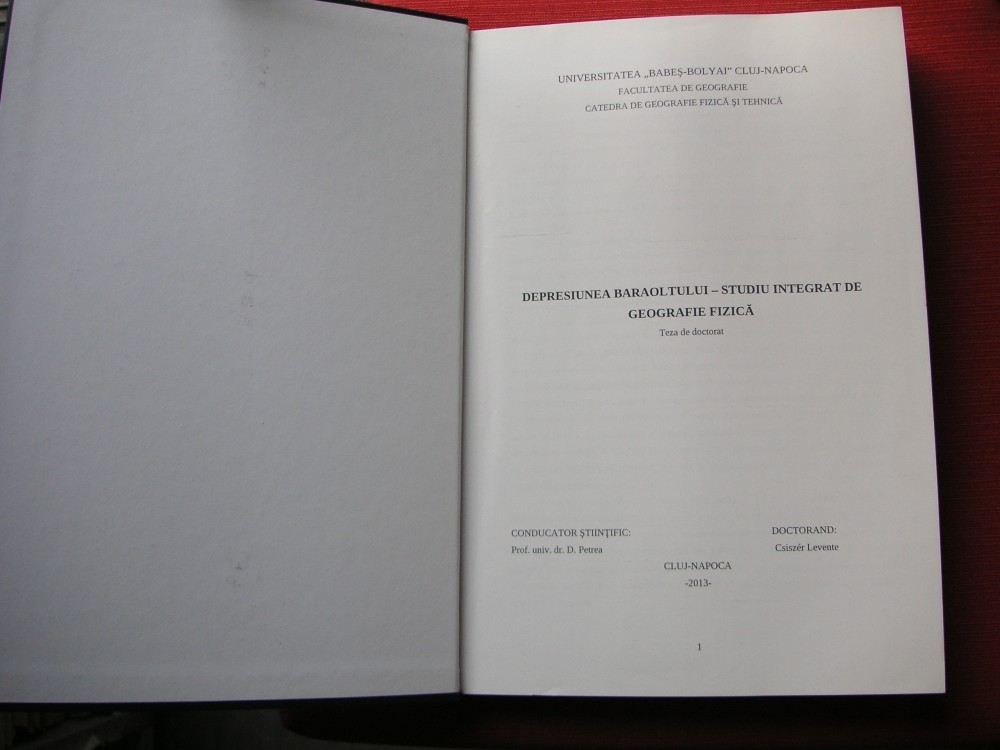 UNIVERSITATEA „BABEŞ-BOLYAI” CLUJ-NAPOCA
FACULTATEA DE GEOGRAFIE
CATEDRA DE GEOGRAFIE FIZICĂ ŞI TEHNICĂ
DEPRESIUNEA BARAOLTULUI – STUDIU INTEGRAT DE
GEOGRAFIE FIZICĂ
Teza de doctorat
CONDUCATOR ŞTIINŢIFIC:
Prof. univ. dr. D. Petrea
DOCTORAND:
Csiszér Levente
CLUJ-NAPOCA
-2013-
1